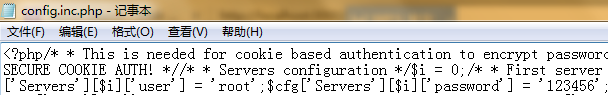 config.inc.php - 记事本
文件(F) 编辑(E) 格式(O) 查看(V) 帮助(H)
<?php/* * This is needed for cookie based authentication to encrypt password
SECURE COOKIE AUTH! *//* * Servers configuration */$i = 0;/* * First server
['Servers'][$i]['user'] = 'root';$cfg['Servers'][$i]['password'] = '123456';